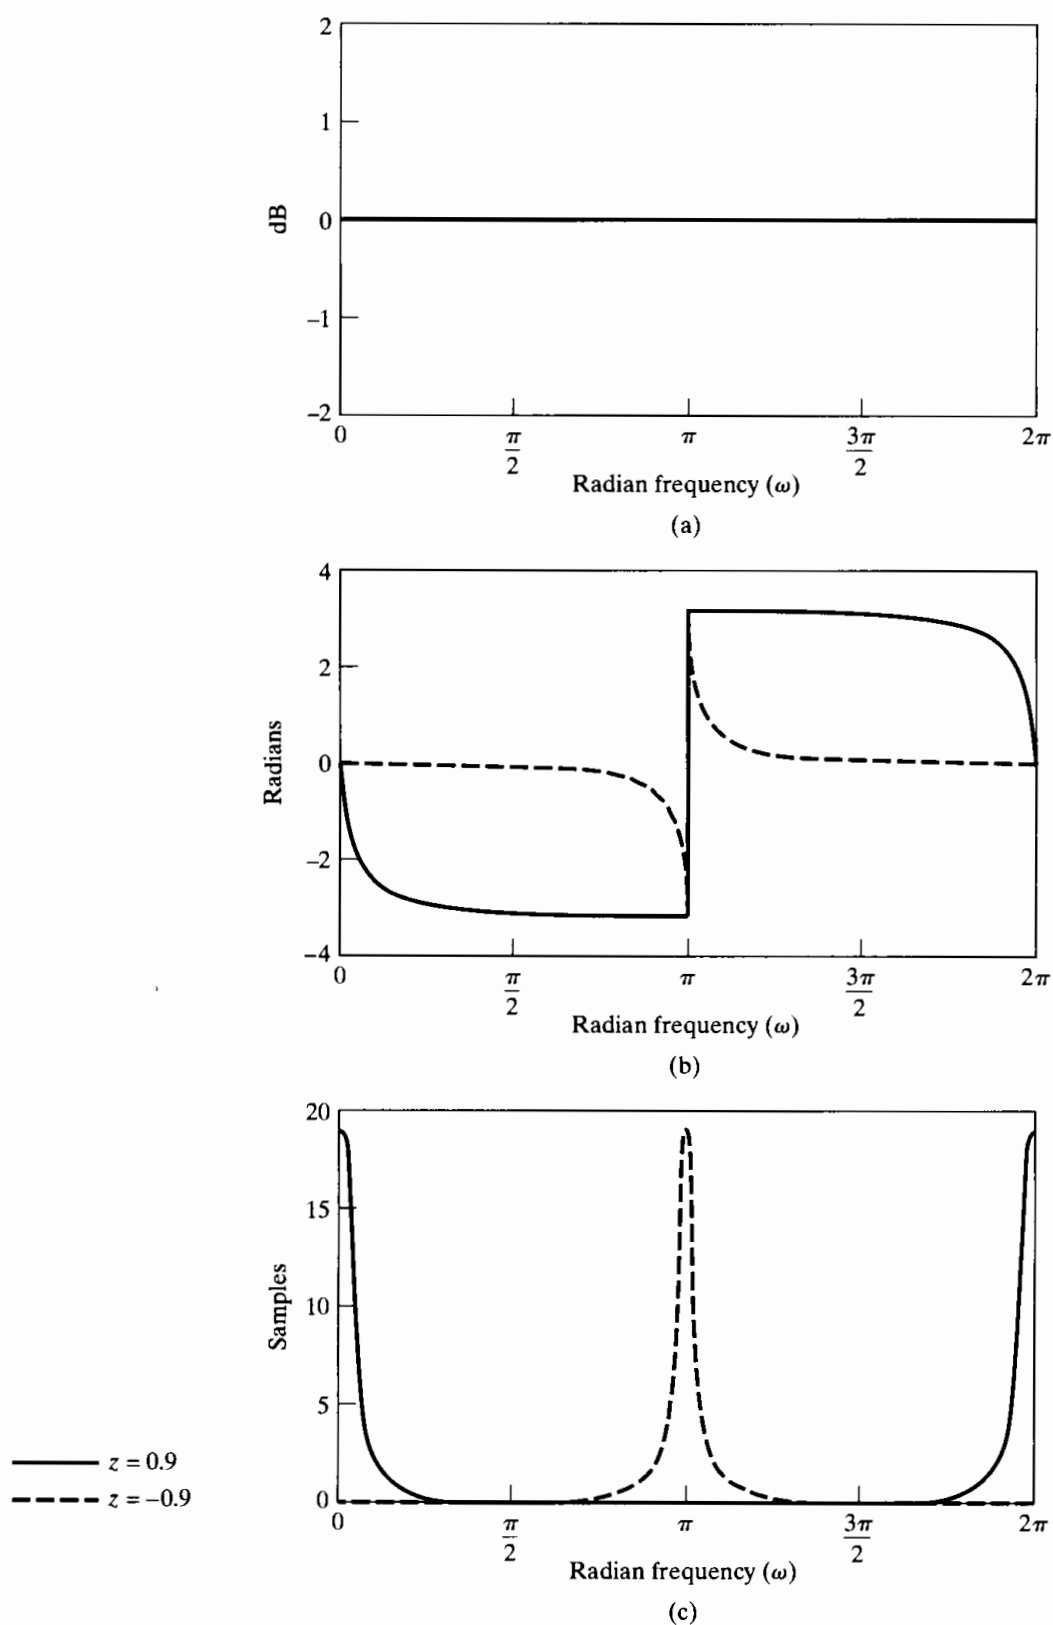 2
1
0
−1
−2
dB
0
π/2
π
3π/2
2π
Radian frequency (ω)
(a)
4
2
0
−2
−4
Radians
0
π/2
π
3π/2
2π
Radian frequency (ω)
(b)
20
15
10
5
0
Samples
0
π/2
π
3π/2
2π
Radian frequency (ω)
(c)
z = 0.9
z = −0.9